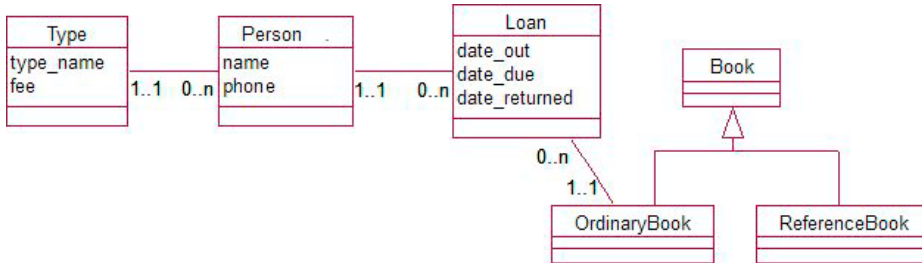 Type
type_name
fee
1..1
0..n
Person .
name
phone
1..1
0..n
Loan
date_out
date_due
date_returned
0..n
1..1
Book
OrdinaryBook
ReferenceBook